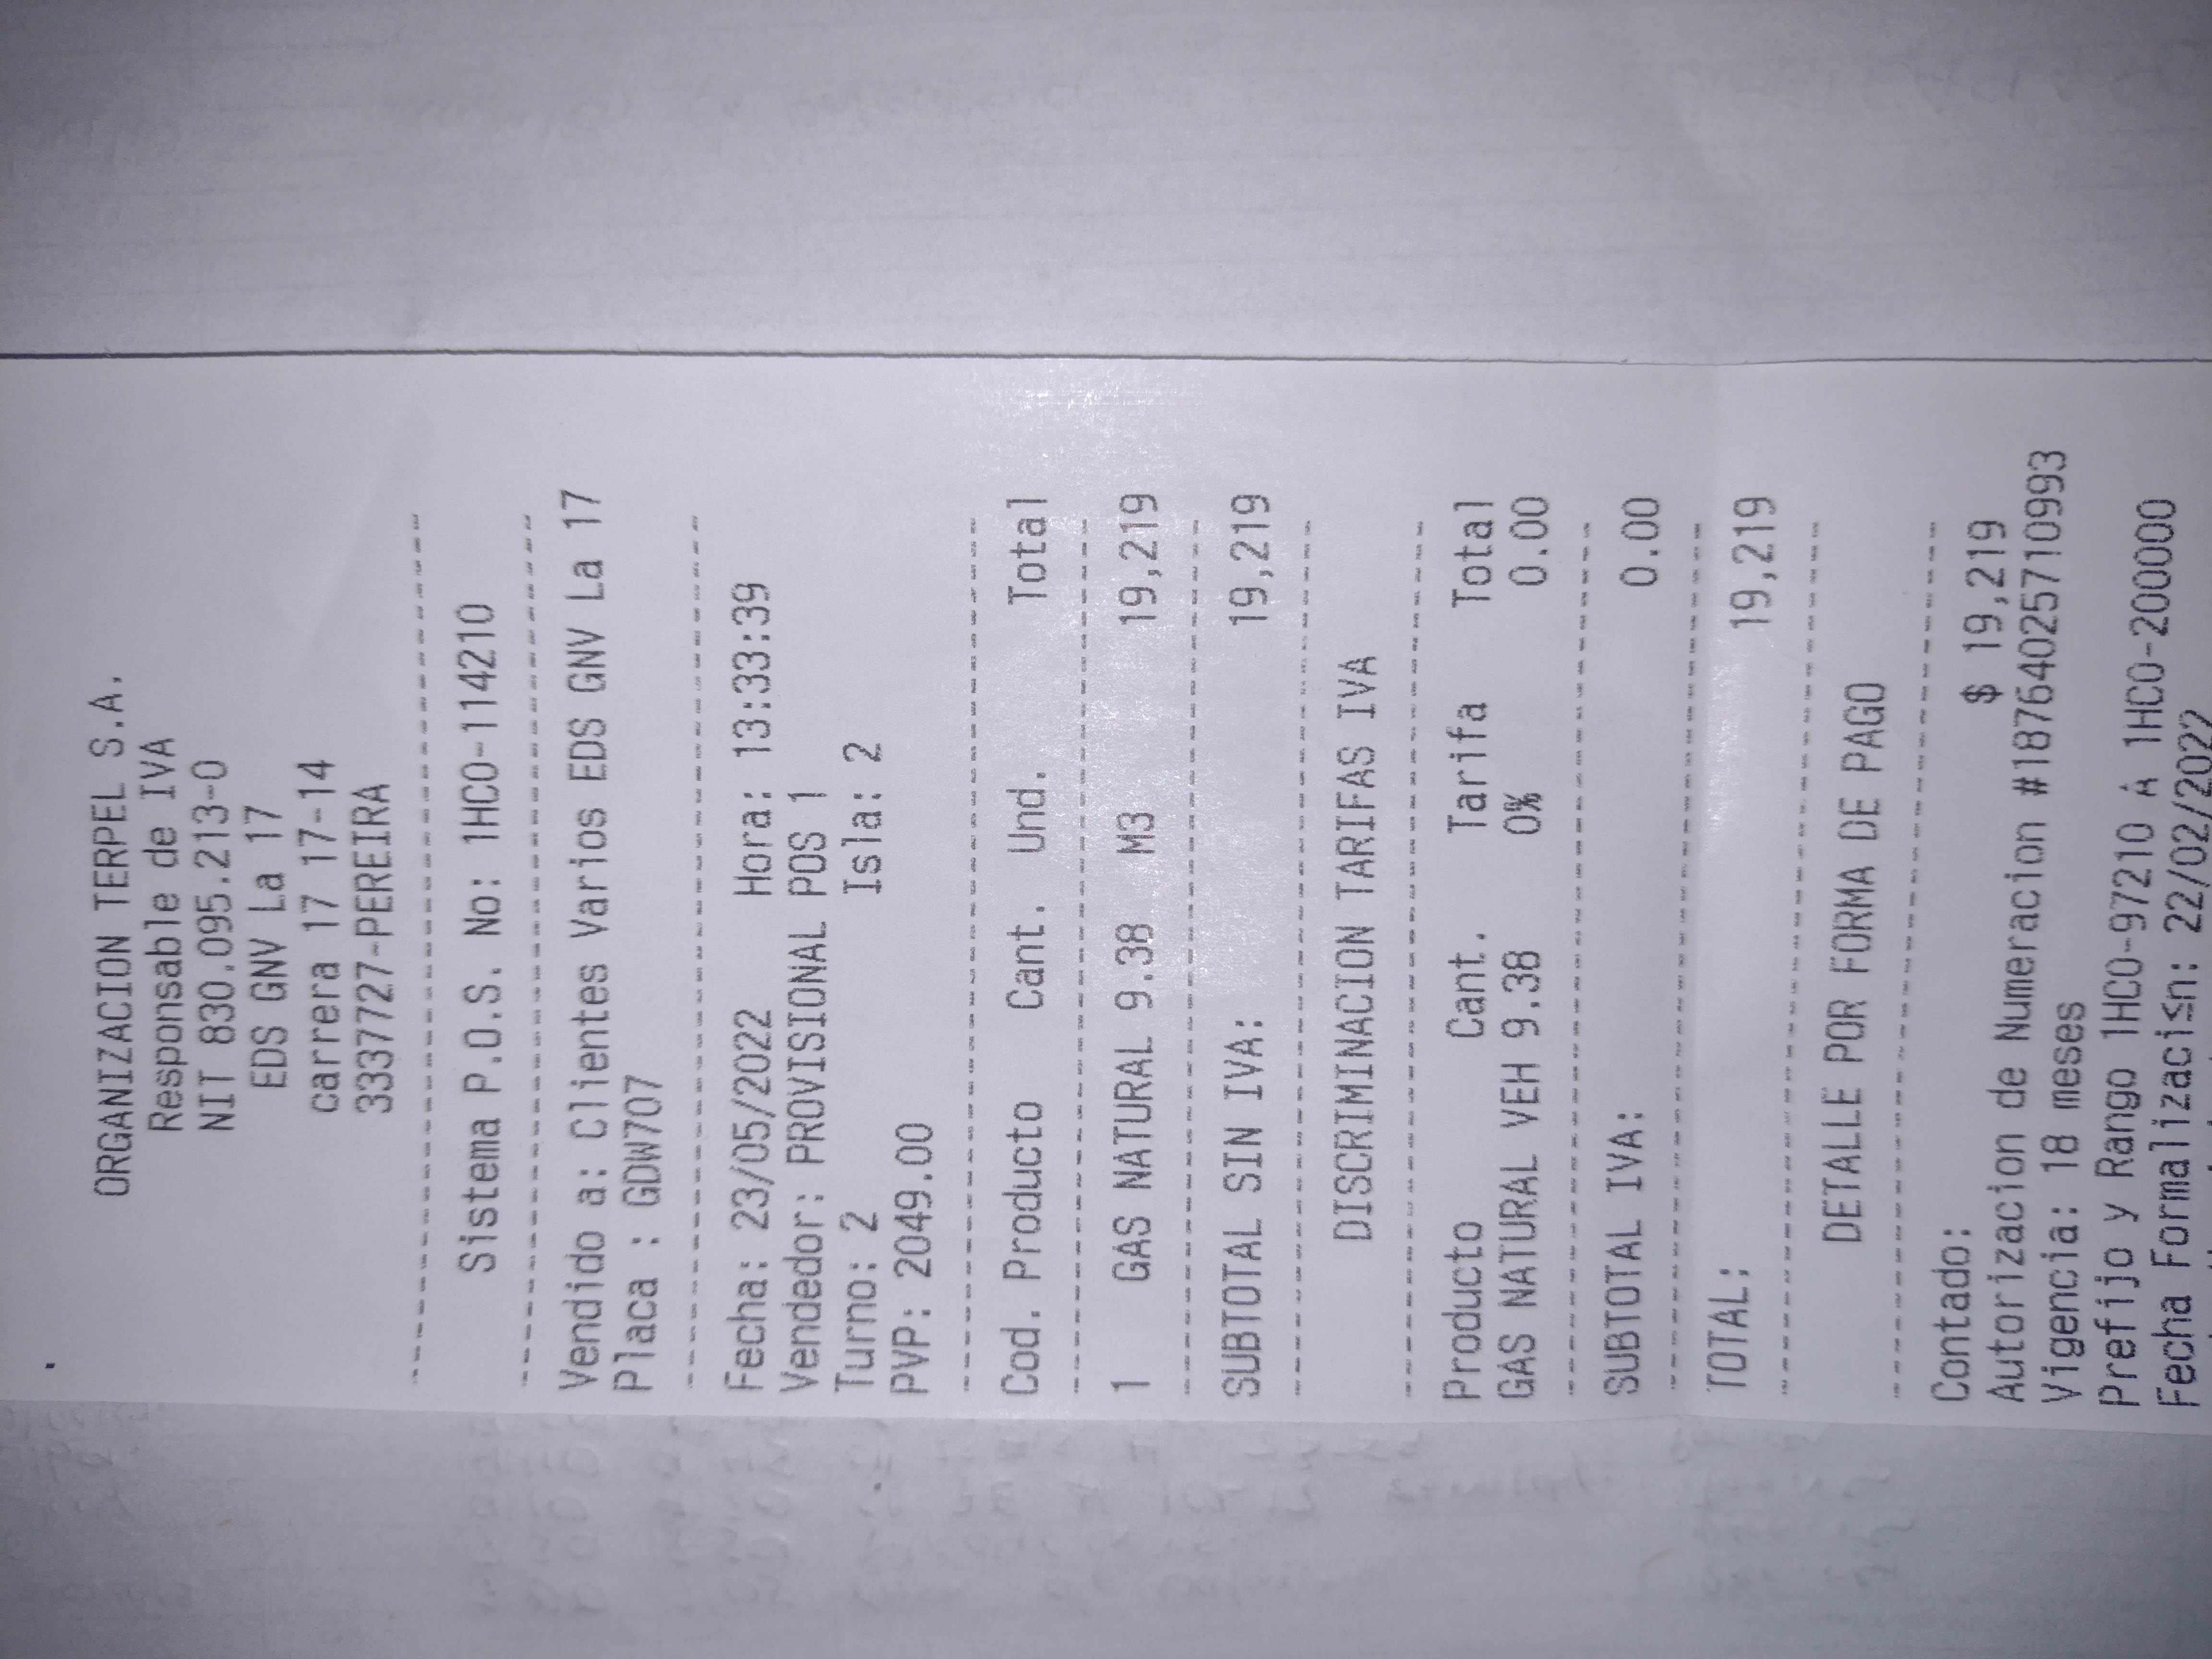 ORGANIZACION TERPEL S.A.
Responsable de IVA
NIT 830.095.213-0
EDS GNV La 17
carrera 17 17-14
3337727-PEREIRA
Sistema P.O.S. No: 1HCO-114210
Vendido a: Clientes Varios EDS GNV La 17
Placa : GDW707
Fecha: 23/05/2022 Hora: 13:33:39
Vendedor: PROVISIONAL POS 1
Turno: 2 Isla: 2
PVP: 2049.00
Cod. Producto Cant. Und. Total
1 GAS NATURAL 9.38 M3 19,219
SUBTOTAL SIN IVA: 19,219
DISCRIMINACION TARIFAS IVA
Producto Cant. Tarifa Total
GAS NATURAL VEH 9.38 0% 0.00
SUBTOTAL IVA: 0.00
TOTAL: 19,219
DETALLE POR FORMA DE PAGO
Contado: $ 19,219
Autorizacion de Numeracion #18764025710993
Vigencia: 18 meses
Prefijo y Rango 1HCO-97210 A 1HCO-200000
Fecha Formalizaci≤n: 22/02/2022